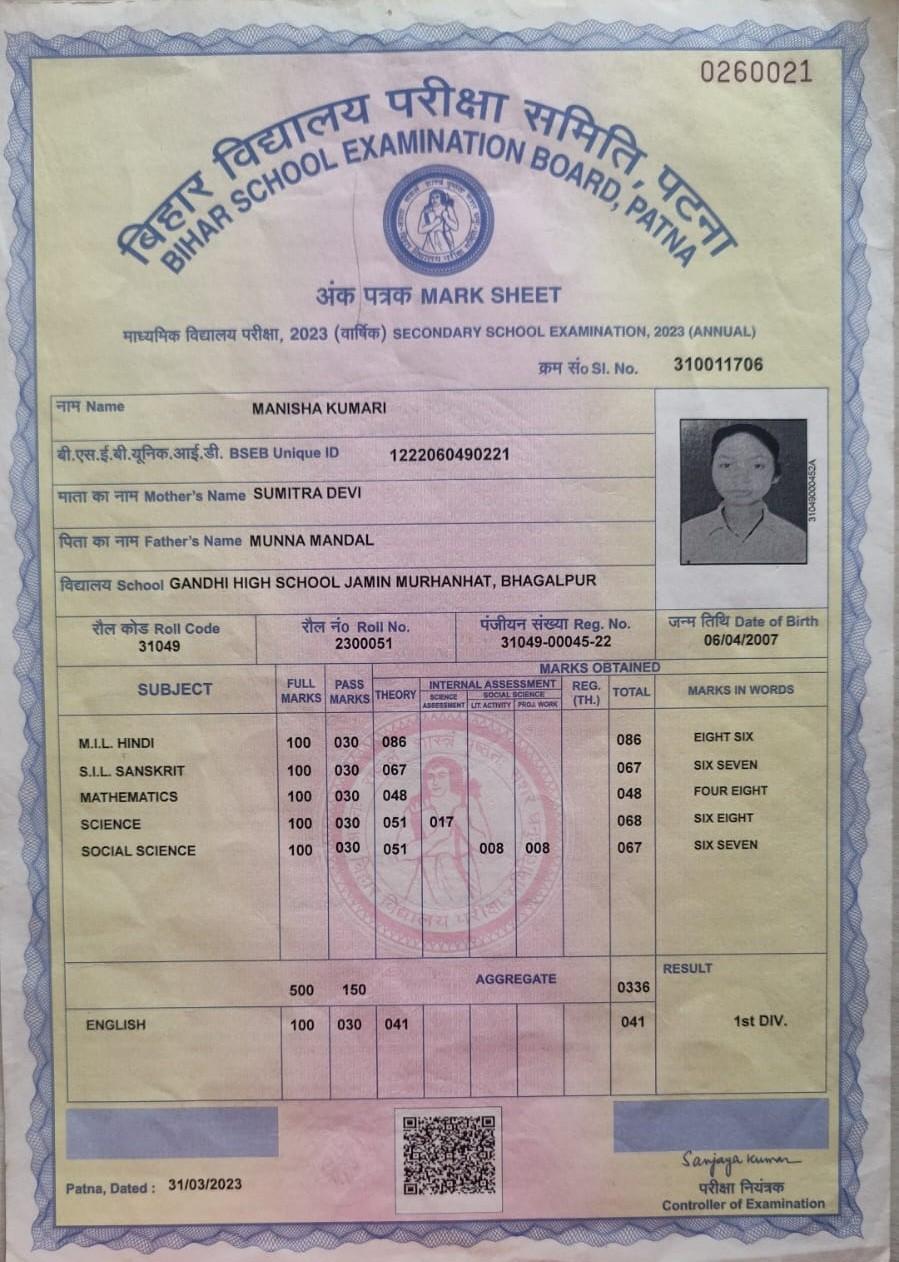 0260021
बिहार विद्यालय परीक्षा समिति, पटना
BIHAR SCHOOL EXAMINATION BOARD, PATNA
अंक पत्रक MARK SHEET
माध्यमिक विद्यालय परीक्षा, 2023 (वार्षिक) SECONDARY SCHOOL EXAMINATION, 2023 (ANNUAL)
क्रम सं० Sl. No. 310011706
नाम Name MANISHA KUMARI
बी.एस.ई.बी.यूनिक.आई.डी. BSEB Unique ID 1222060490221
माता का नाम Mother's Name SUMITRA DEVI
पिता का नाम Father's Name MUNNA MANDAL
विद्यालय School GANDHI HIGH SCHOOL JAMIN MURHANHAT, BHAGALPUR
31049000452A
रौल कोड Roll Code रौल नं० Roll No. पंजीयन संख्या Reg. No. जन्म तिथि Date of Birth
31049 2300051 31049-00045-22 06/04/2007
MARKS OBTAINED
SUBJECT FULL MARKS PASS MARKS THEORY INTERNAL ASSESSMENT REG. (TH.) TOTAL MARKS IN WORDS
SCIENCE ASSESSMENT SOCIAL SCIENCE
LIT. ACTIVITY PROJ. WORK
M.I.L. HINDI 100 030 086 086 EIGHT SIX
S.I.L. SANSKRIT 100 030 067 067 SIX SEVEN
MATHEMATICS 100 030 048 048 FOUR EIGHT
SCIENCE 100 030 051 017 068 SIX EIGHT
SOCIAL SCIENCE 100 030 051 008 008 067 SIX SEVEN
500 150 AGGREGATE 0336 RESULT
ENGLISH 100 030 041 041 1st DIV.
Patna, Dated : 31/03/2023
Sanjaya Kumar
परीक्षा नियंत्रक
Controller of Examination